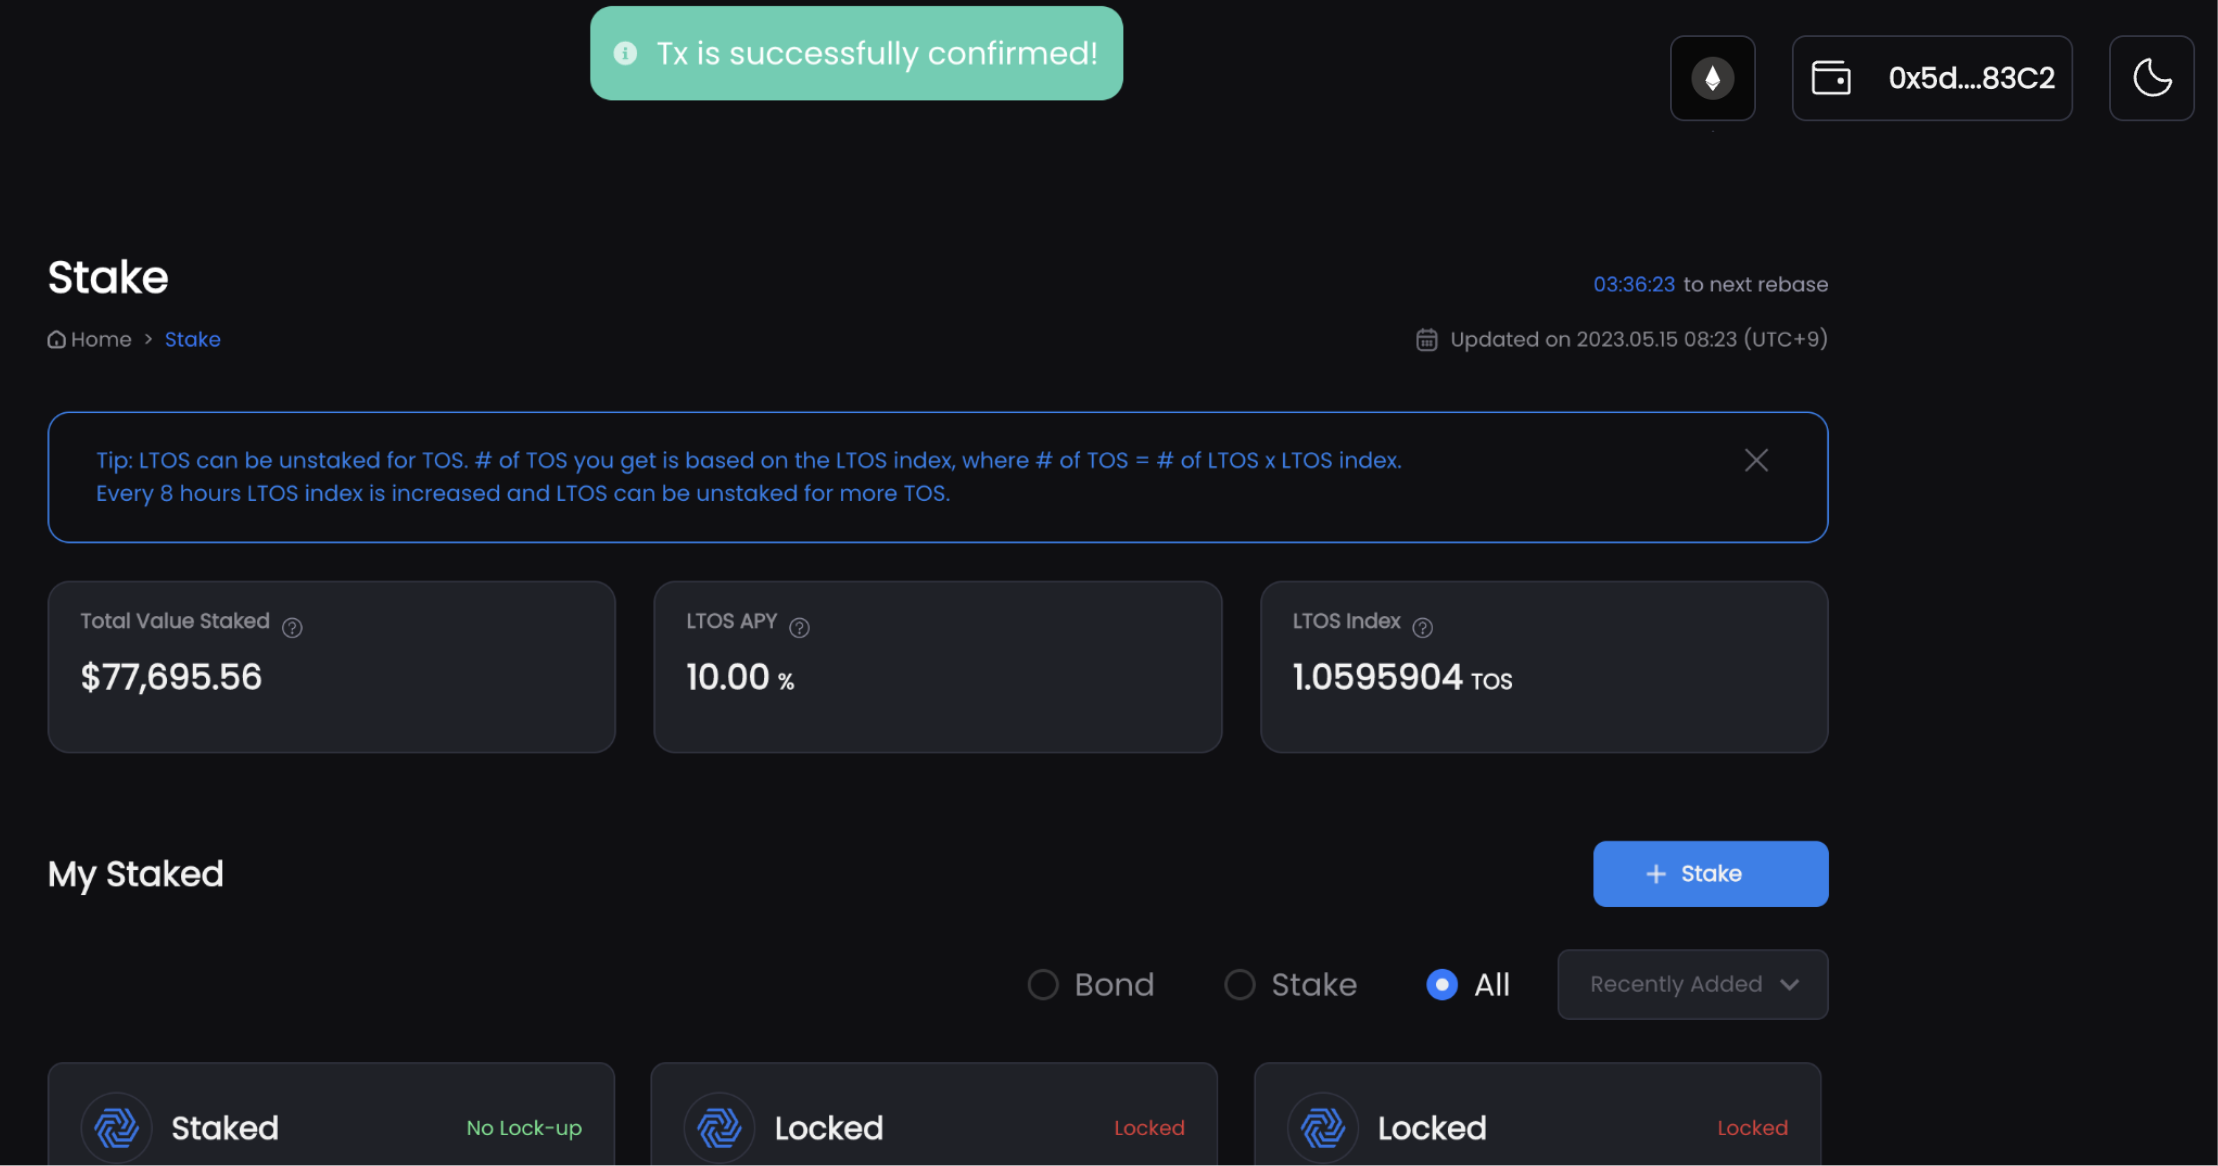 Tx is successfully confirmed!
0x5d....83C2
Stake
03:36:23 to next rebase
Home > Stake
Updated on 2023.05.15 08:23 (UTC+9)
Tip: LTOS can be unstaked for TOS. # of TOS you get is based on the LTOS index, where # of TOS = # of LTOS x LTOS index.
Every 8 hours LTOS index is increased and LTOS can be unstaked for more TOS.
Total Value Staked ?
$77,695.56
LTOS APY ?
10.00 %
LTOS Index ?
1.0595904 TOS
My Staked
+ Stake
Bond
Stake
All
Recently Added
Staked
No Lock-up
Locked
Locked
Locked
Locked